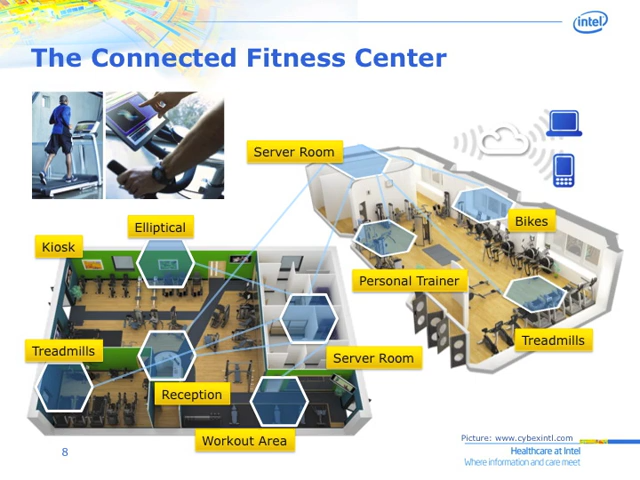 intel
The Connected Fitness Center
Server Room
Elliptical
Bikes
Kiosk
Personal Trainer
Treadmills
Server Room
Treadmills
Reception
Workout Area
Picture: www.cybexintl.com
8
Healthcare at Intel
Where information and care meet